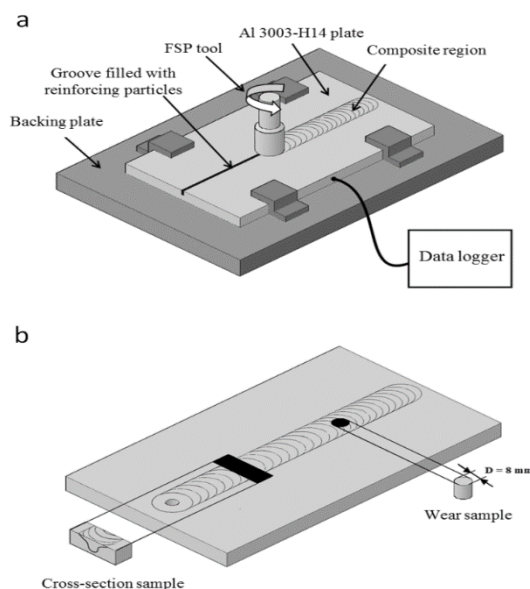 a
FSP tool
Al 3003-H14 plate
Composite region
Groove filled with
reinforcing particles
Backing plate
Data logger
b
D = 8 mm
Wear sample
Cross-section sample